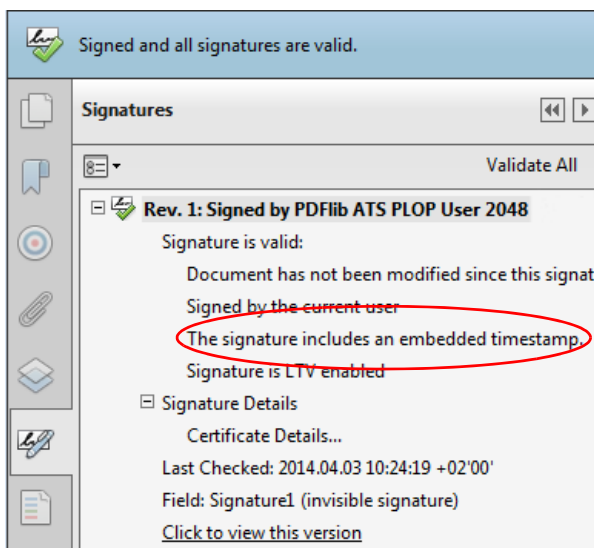 Signed and all signatures are valid.
Signatures
Validate All
Rev. 1: Signed by PDFlib ATS PLOP User 2048
Signature is valid:
Document has not been modified since this signat
Signed by the current user
The signature includes an embedded timestamp.
Signature is LTV enabled
Signature Details
Certificate Details...
Last Checked: 2014.04.03 10:24:19 +02'00'
Field: Signature1 (invisible signature)
Click to view this version